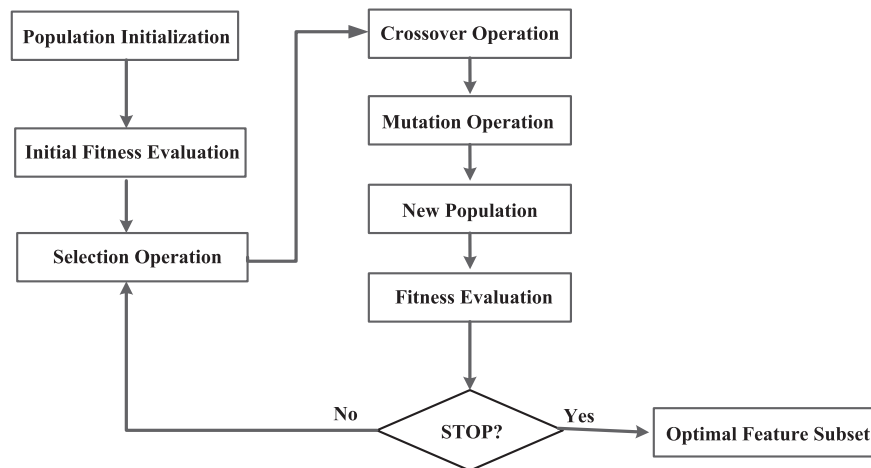 Population Initialization
Initial Fitness Evaluation
Selection Operation
Crossover Operation
Mutation Operation
New Population
Fitness Evaluation
STOP?
No
Yes
Optimal Feature Subset